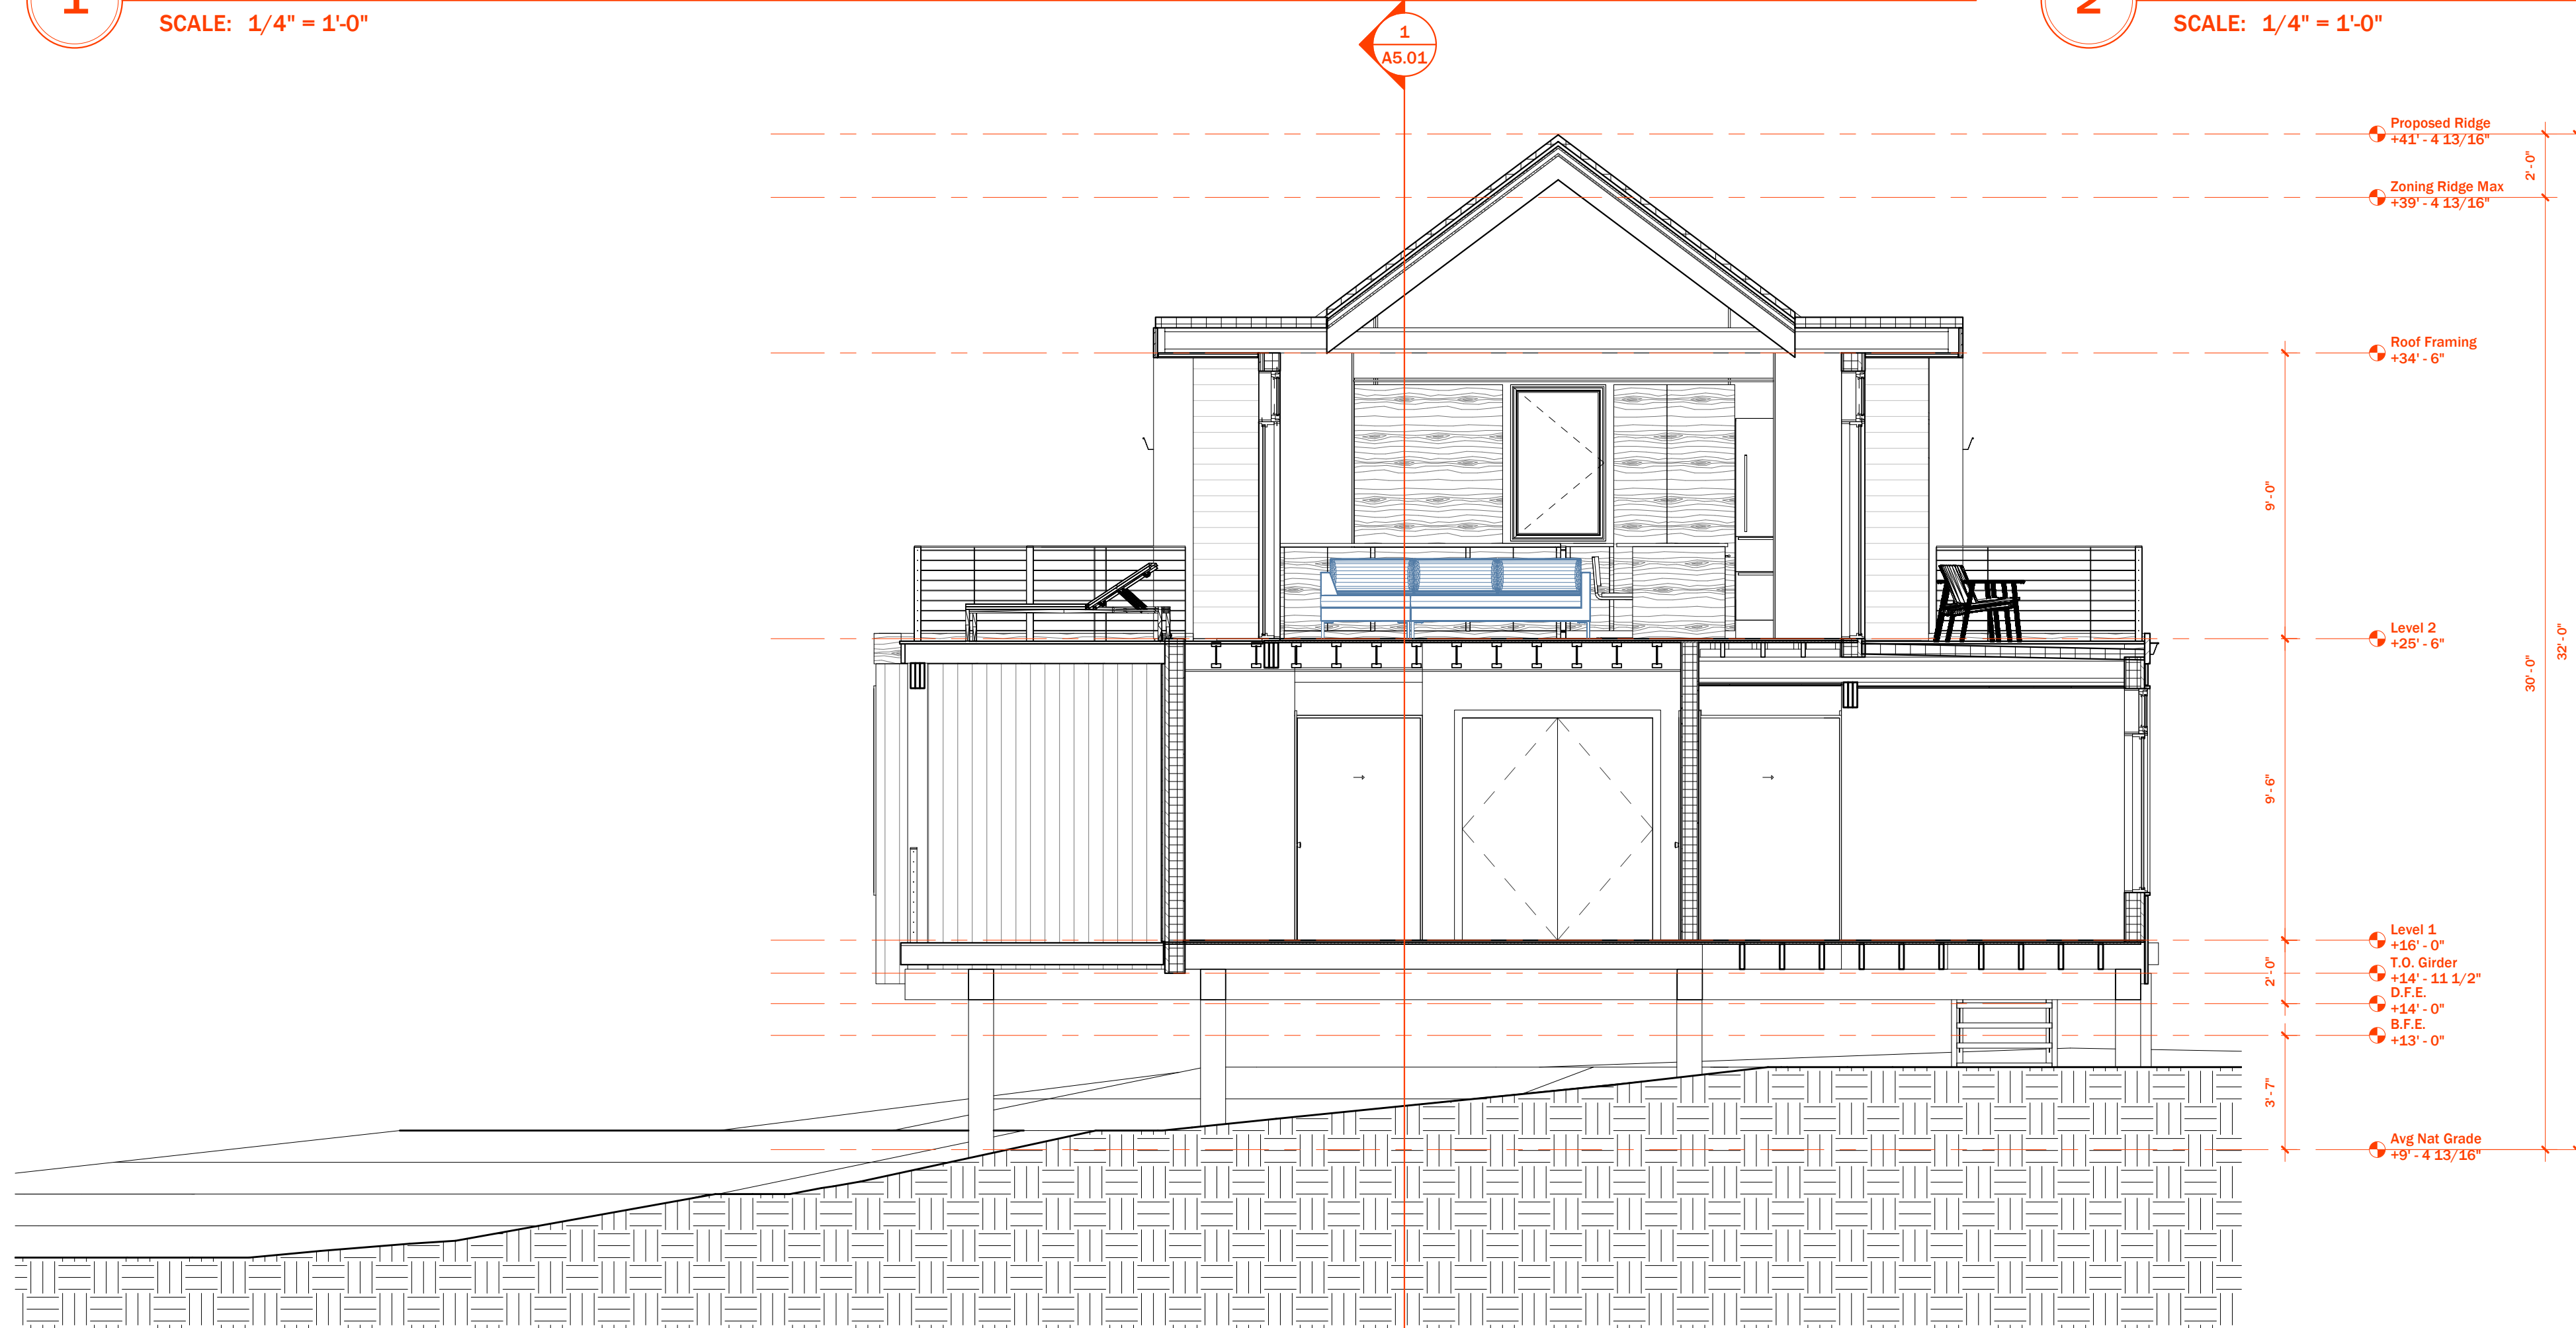 1
SCALE: 1/4" = 1'-0"
2
SCALE: 1/4" = 1'-0"
1
A5.01
Proposed Ridge
+41' - 4 13/16"
2' - 0"
Zoning Ridge Max
+39' - 4 13/16"
Roof Framing
+34' - 6"
9' - 0"
Level 2
+25' - 6"
32' - 0"
30' - 0"
9' - 6"
Level 1
+16' - 0"
T.O. Girder
+14' - 11 1/2"
2' - 0"
D.F.E.
+14' - 0"
B.F.E.
+13' - 0"
3' - 7"
Avg Nat Grade
+9' - 4 13/16"